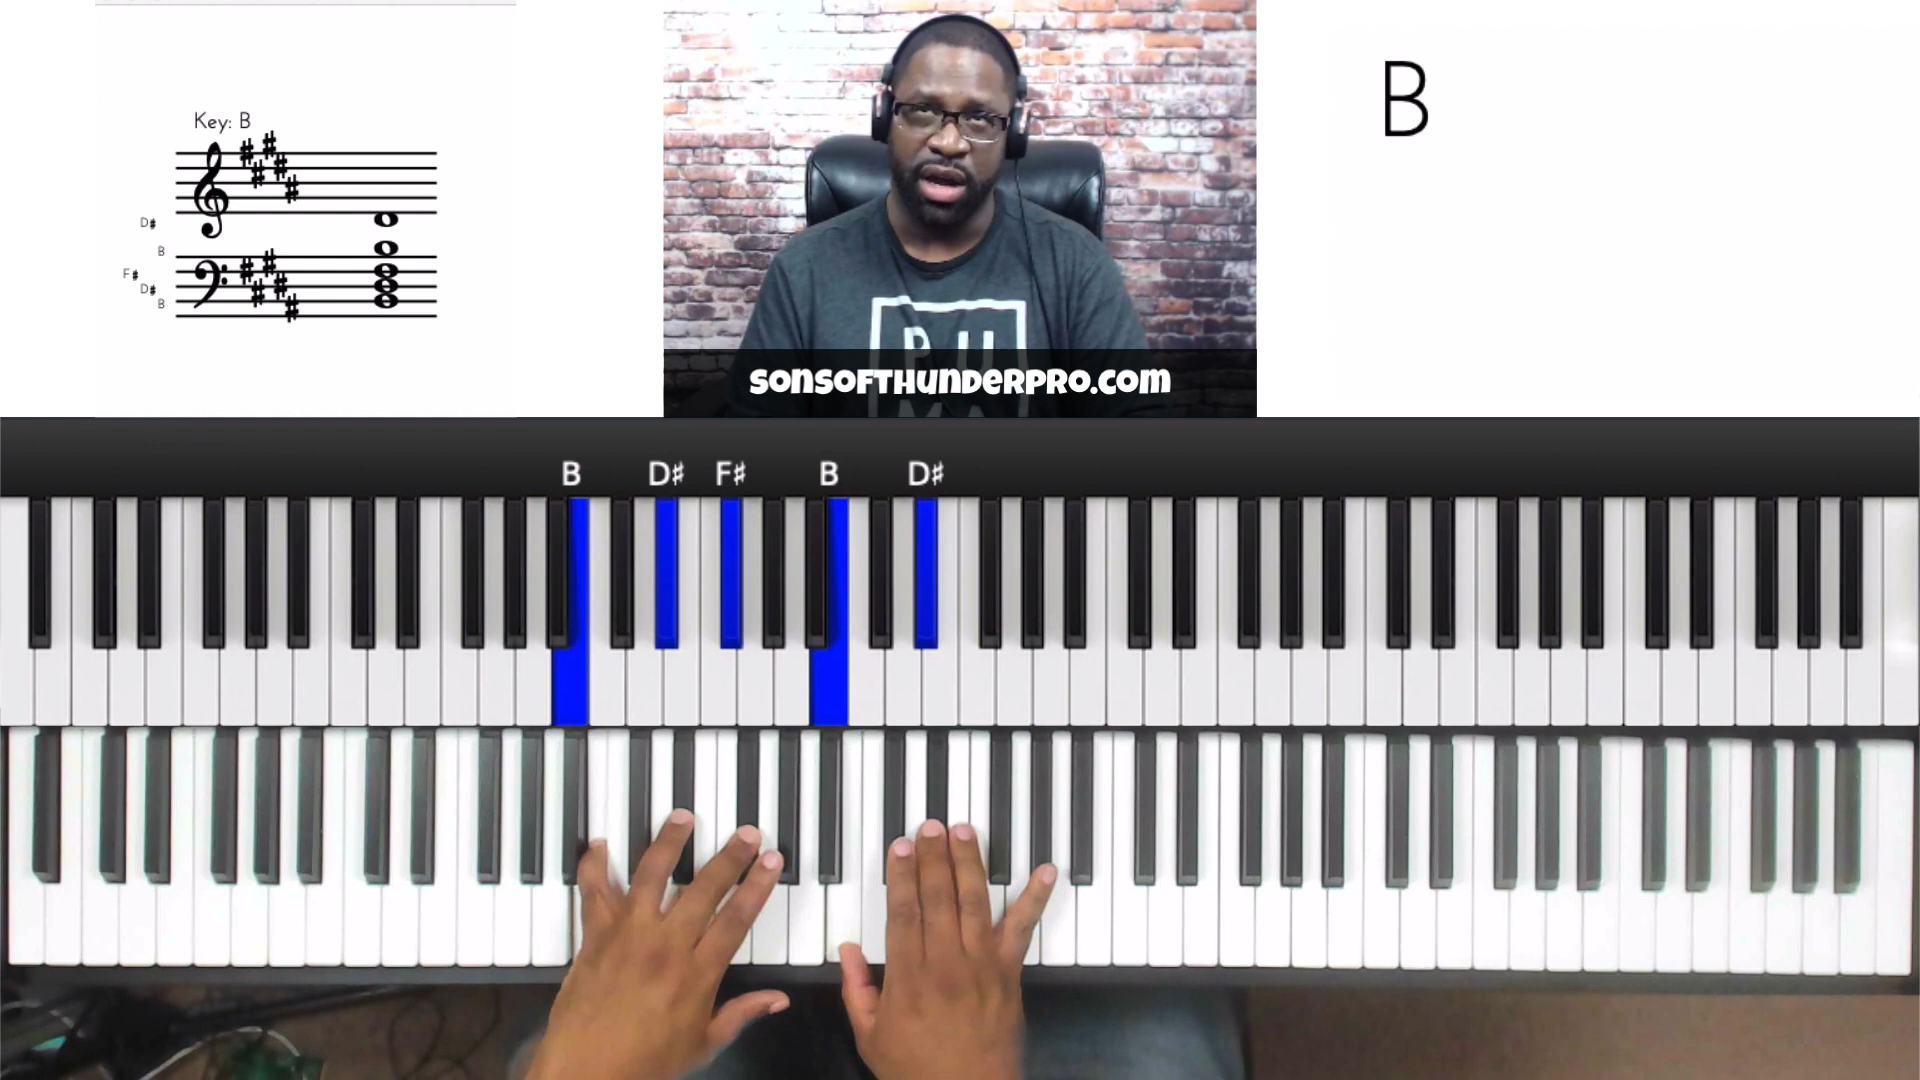 Key: B
D#
B
F#
D#
B
P U
sonsofthunderpro.com
B
B D♯ F♯ B D♯